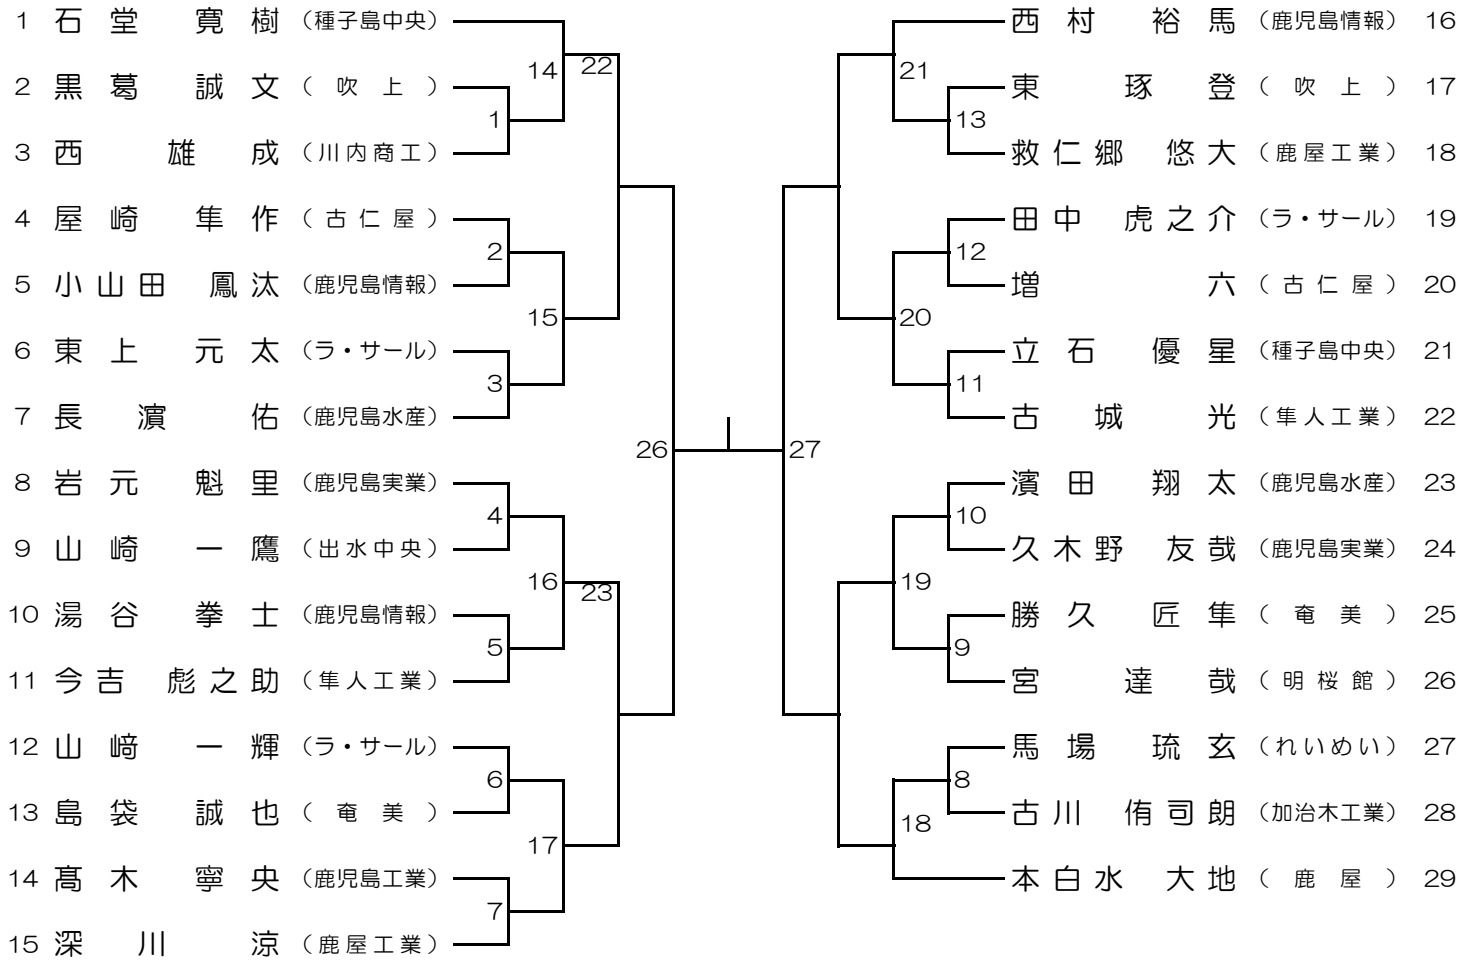 1 石堂 寛樹 (種子島中央)
2 黒葛 誠文 (吹上)
3 西 雄成 (川内商工)
4 屋崎 隼作 (古仁屋)
5 小山田 鳳汰 (鹿児島情報)
6 東上 元太 (ラ・サール)
7 長濵 佑 (鹿児島水産)
8 岩元 魁里 (鹿児島実業)
9 山崎 一鷹 (出水中央)
10 湯谷 拳士 (鹿児島情報)
11 今吉 彪之助 (隼人工業)
12 山﨑 一輝 (ラ・サール)
13 島袋 誠也 (奄美)
14 髙木 寧央 (鹿児島工業)
15 深川 涼 (鹿屋工業)
14
22
1
2
15
3
26
4
16
23
5
6
17
7
西村 裕馬 (鹿児島情報) 16
東 琢登 (吹上) 17
救仁郷 悠大 (鹿屋工業) 18
田中 虎之介 (ラ・サール) 19
増 六 (古仁屋) 20
立石 優星 (種子島中央) 21
古城 光 (隼人工業) 22
濵田 翔太 (鹿児島水産) 23
久木野 友哉 (鹿児島実業) 24
勝久 匠隼 (奄美) 25
宮 達哉 (明桜館) 26
馬場 琉玄 (れいめい) 27
古川 侑司朗 (加治木工業) 28
本白水 大地 (鹿屋) 29
21
13
12
20
11
27
10
19
9
8
18